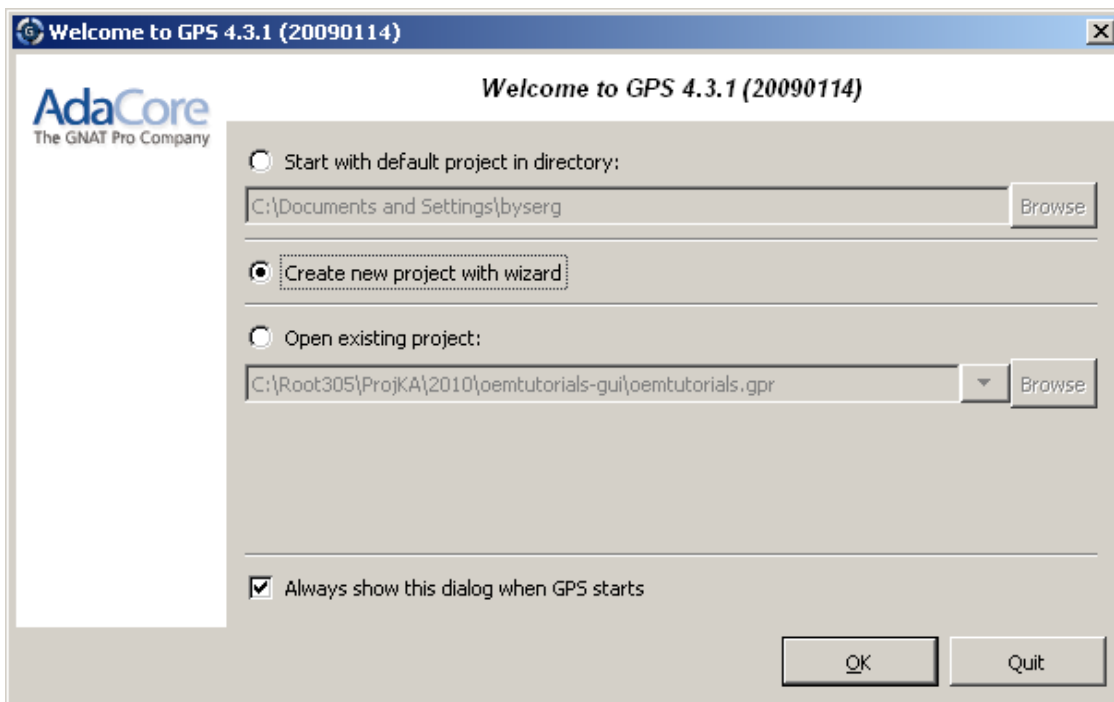 Welcome to GPS 4.3.1 (20090114)
AdaCore
The GNAT Pro Company
Welcome to GPS 4.3.1 (20090114)
Start with default project in directory:
C:\Documents and Settings\byserg
Browse
Create new project with wizard
Open existing project:
C:\Root305\ProjKA\2010\oemtutorials-gui\oemtutorials.gpr
Browse
Always show this dialog when GPS starts
OK
Quit